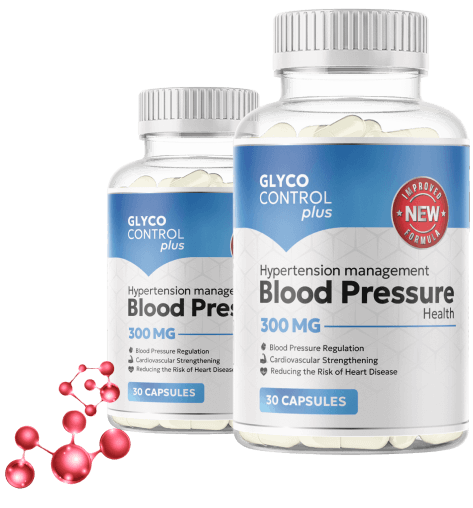 GLYCO
CONTROL
plus
Hypertension manage
Blood Pres
300 MG
Blood Pressure Regulation
Cardiovascular Strengthening
Reducing the Risk of Heart Disease
30 CAPSULES
GLYCO
CONTROL
plus
IMPROVED
NEW
FORMULA
Hypertension management
Blood Pressure
Health
300 MG
Blood Pressure Regulation
Cardiovascular Strengthening
Reducing the Risk of Heart Disease
30 CAPSULES